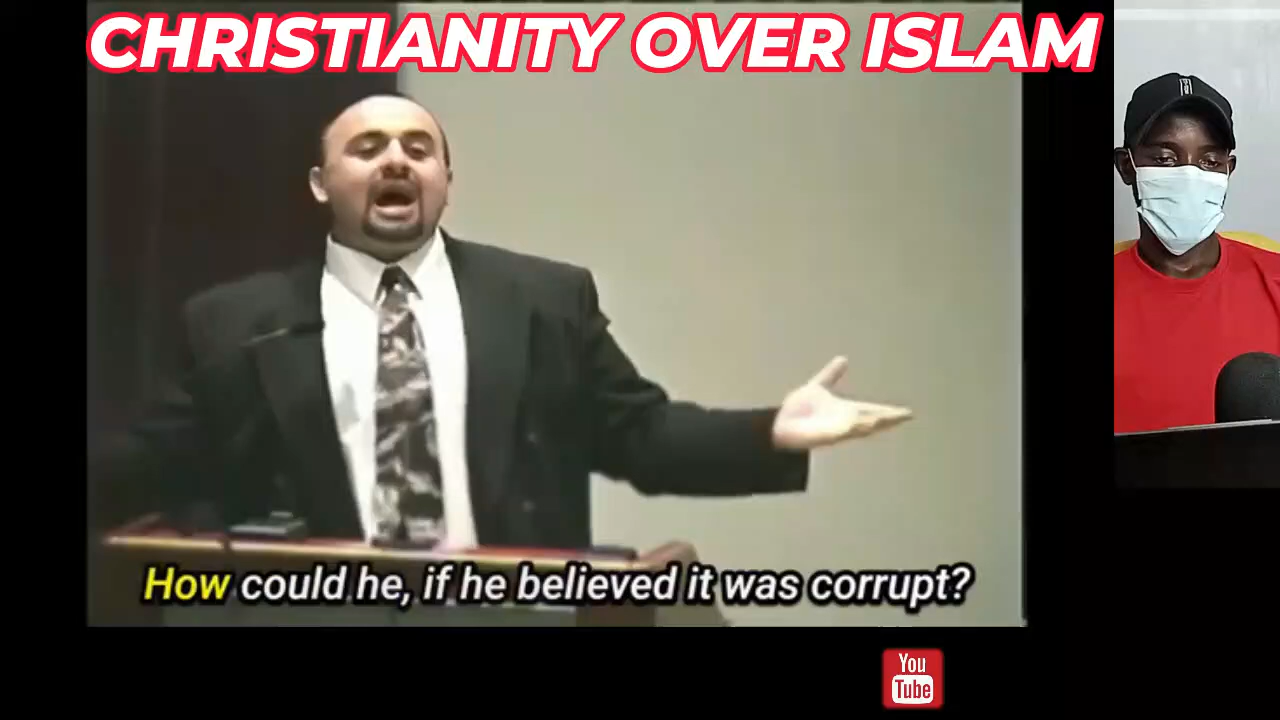 CHRISTIANITY OVER ISLAM
How could he, if he believed it was corrupt?
You
Tube